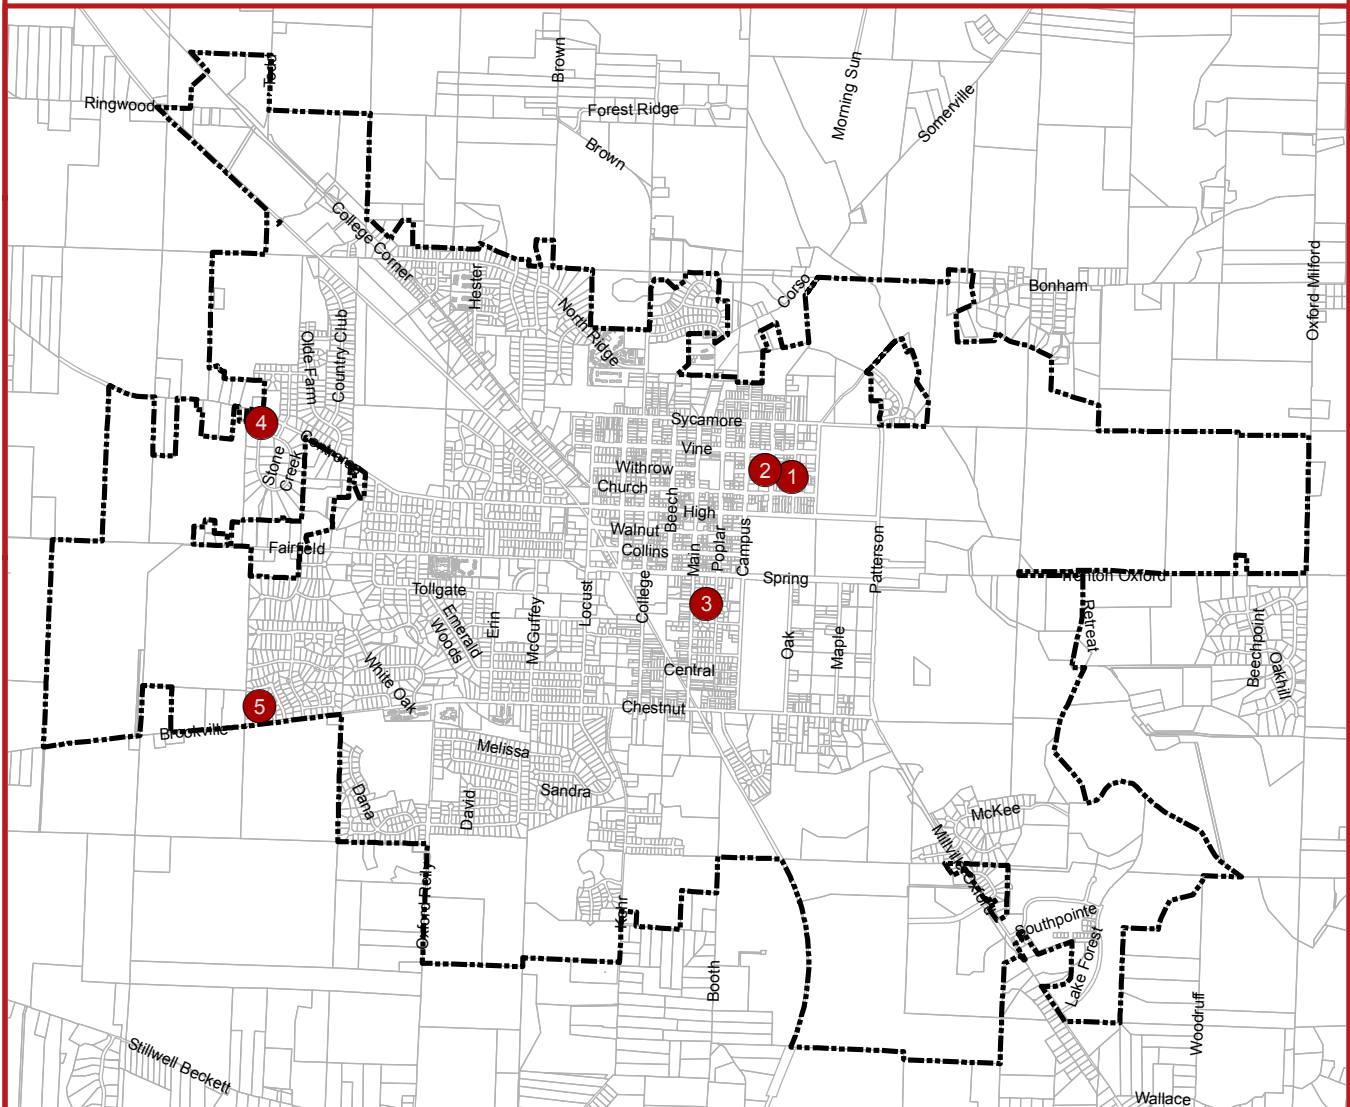 Brown
Todd
Morning Sun
Ringwood
Forest Ridge
Somerville
Brown
College Corner
Hester
Corso
Bonham
Oxford Milford
North Ridge
Olde Farm
Country Club
4
Sycamore
Contreras
Vine
Stone
Creek
Withrow
2
1
Church
Beech
High
Walnut
Collins
Main
Poplar
Campus
Patterson
Fairfield
Spring
Trenton Oxford
Tollgate
Emerald
Woods
Erin
McGuffey
Locust
College
3
Oak
Maple
Retreat
Beechpoint
Oakhill
White Oak
Central
5
Chestnut
Brookville
Melissa
Dana
David
Sandra
McKee
Millville Oxford
Oxford Reily
Kehr
Southpointe
Lake Forest
Booth
Woodruff
Stillwell Beckett
Wallace